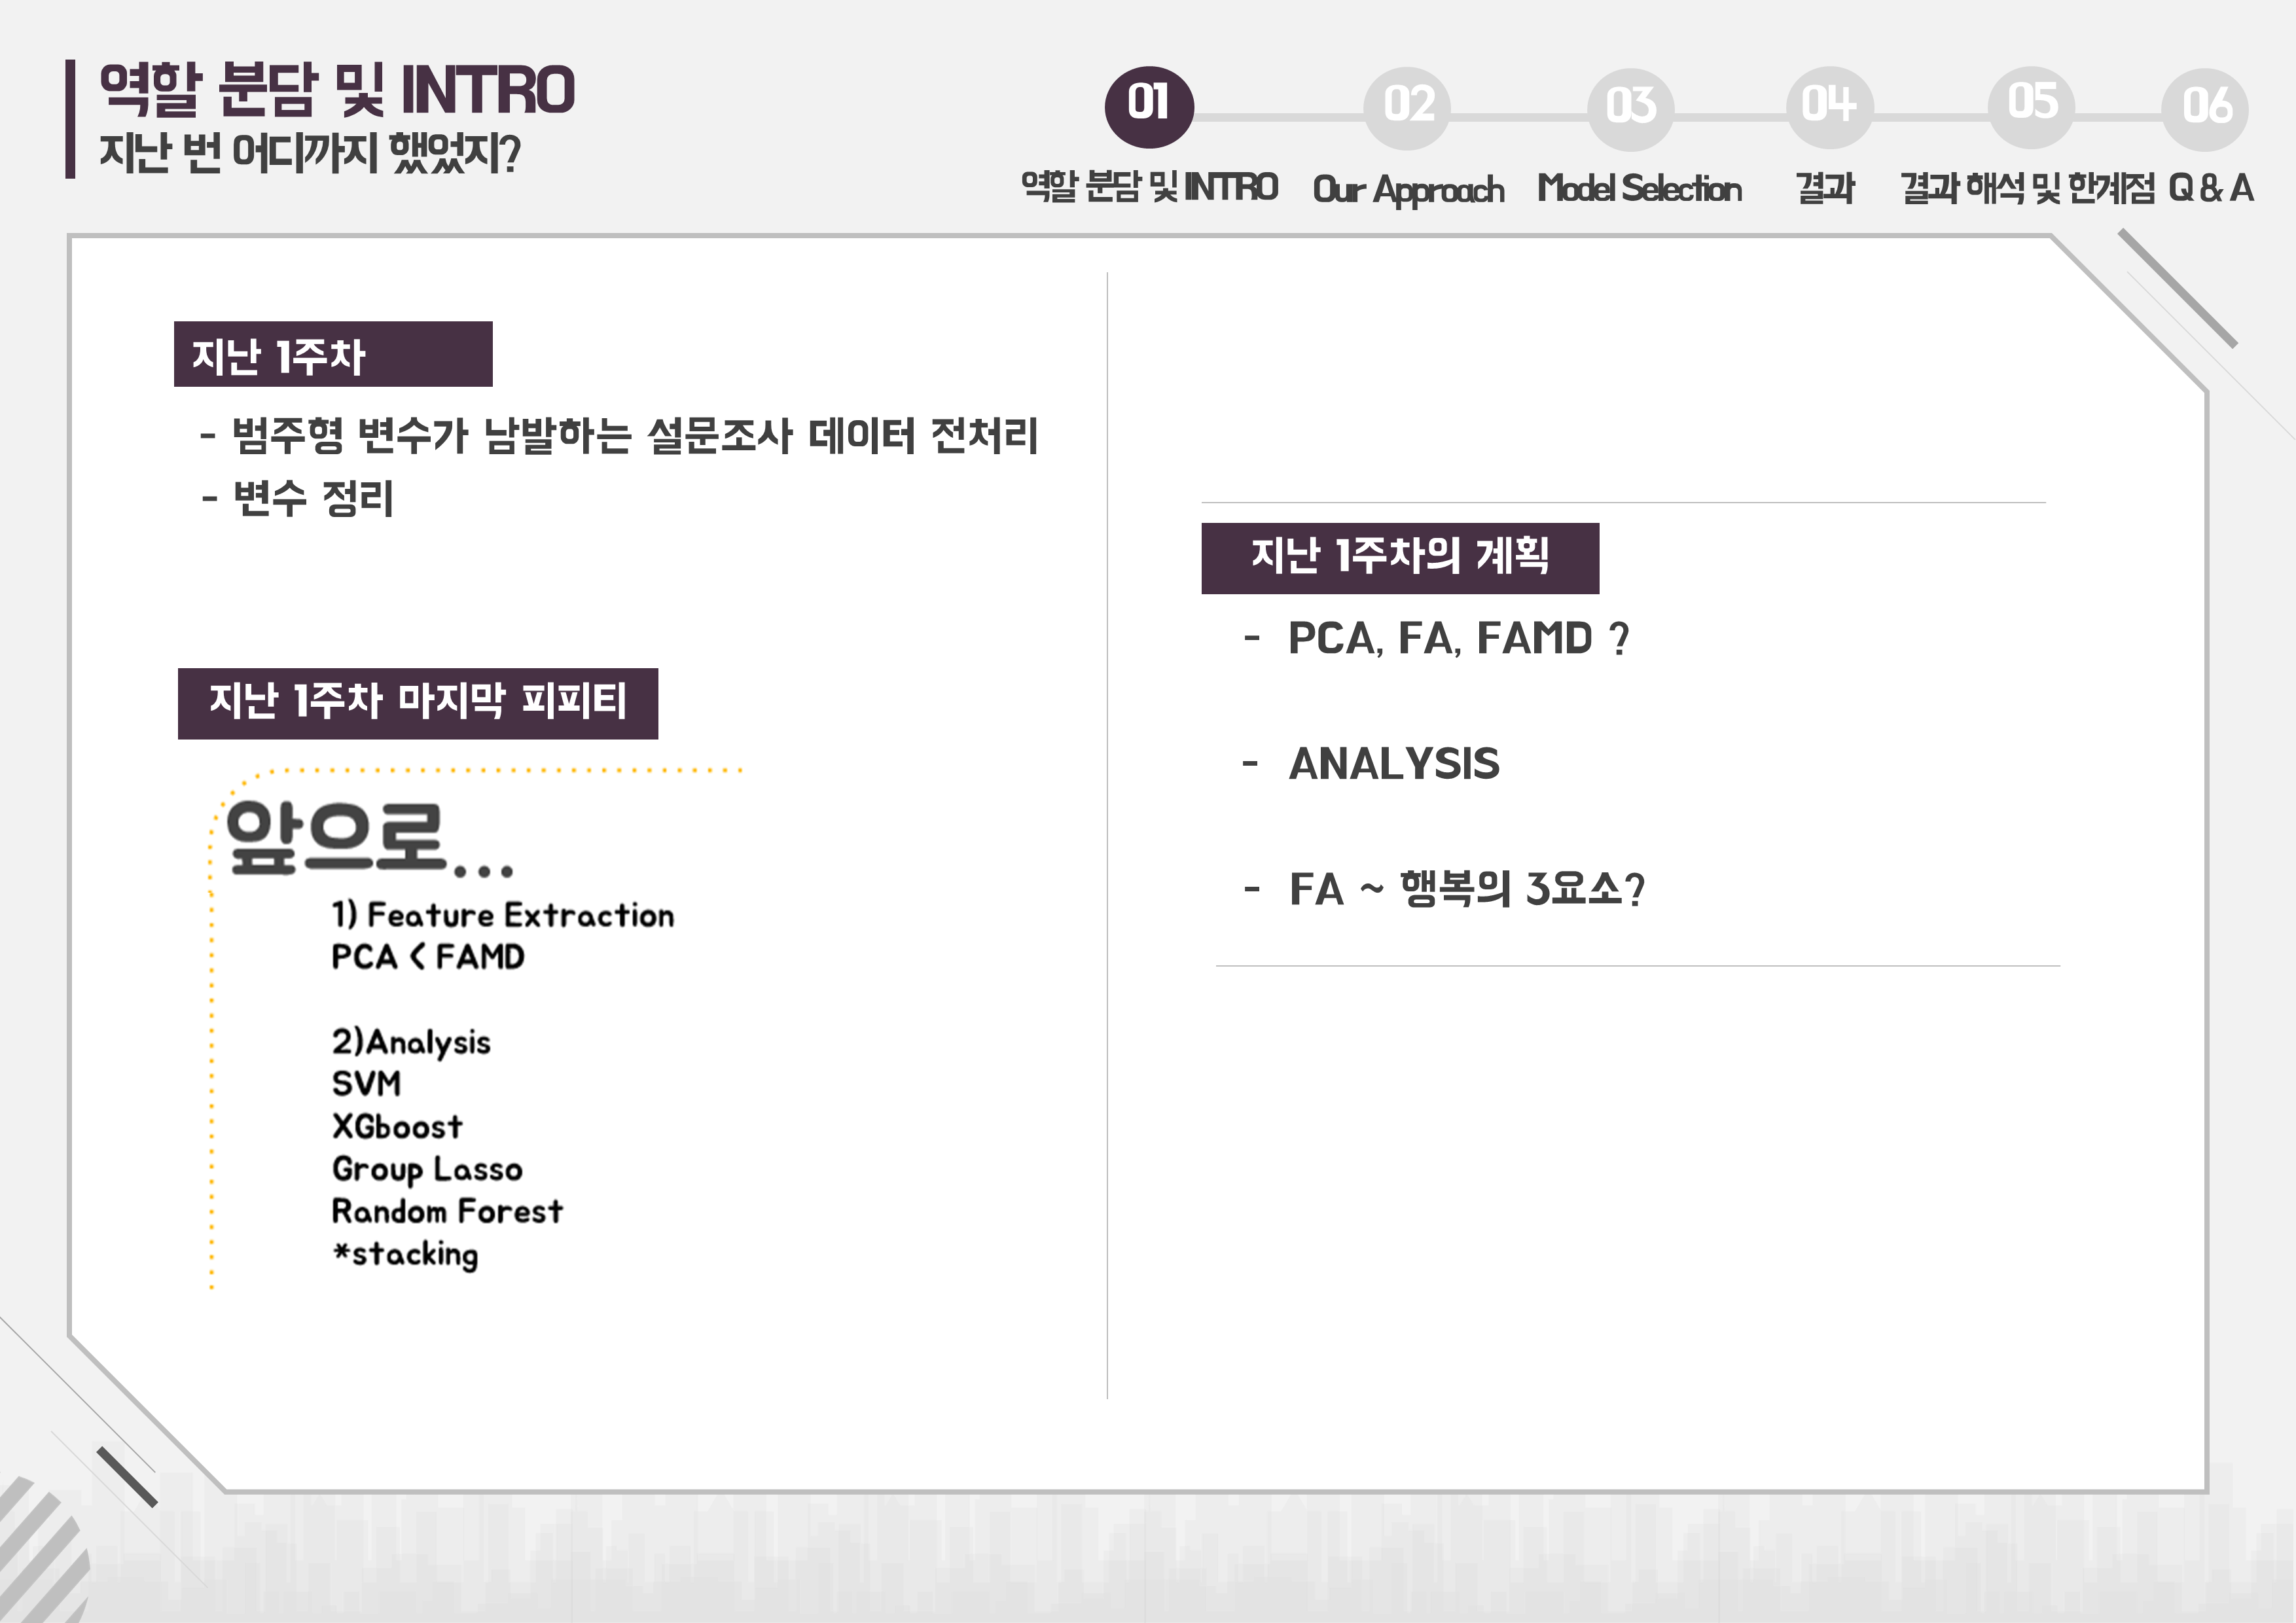 역할 분담 및 INTRO
지난 번 어디까지 했었지?
01
02
03
04
05
06
역할 분담 및 INTRO
Our Approach
Model Selection
결과
결과 해석 및 한계점
Q & A
지난 1주차
- 범주형 변수가 남발하는 설문조사 데이터 전처리
- 변수 정리
지난 1주차 마지막 피피티
앞으로...
1) Feature Extraction
PCA < FAMD
2)Analysis
SVM
XGboost
Group Lasso
Random Forest
*stacking
지난 1주차의 계획
- PCA, FA, FAMD ?
- ANALYSIS
- FA ~ 행복의 3요소?